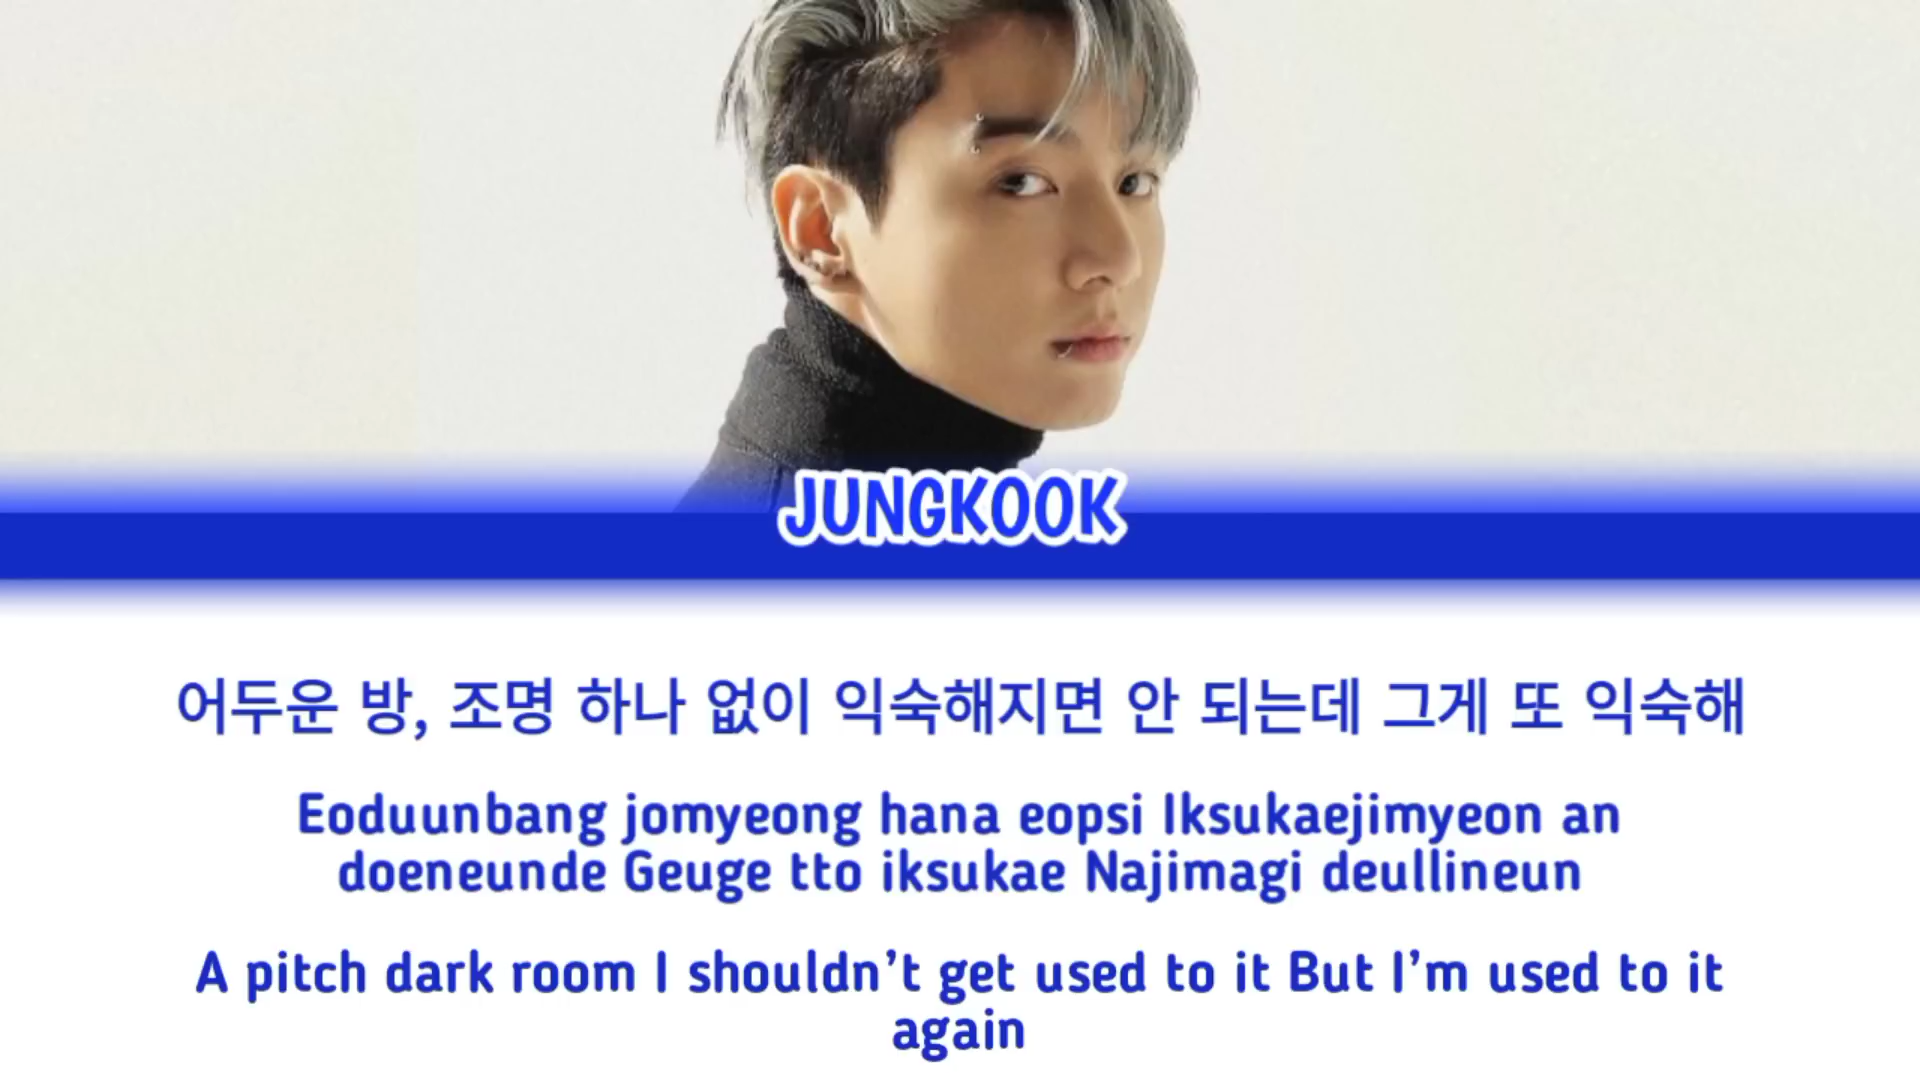 JUNGKOOK
어두운 방, 조명 하나 없이 익숙해지면 안 되는데 그게 또 익숙해
Eoduunbang jomyeong hana eopsi Iksukaejimyeon an
doeneunde Geuge tto iksukae Najimagi deullineun
A pitch dark room I shouldn’t get used to it But I’m used to it
again